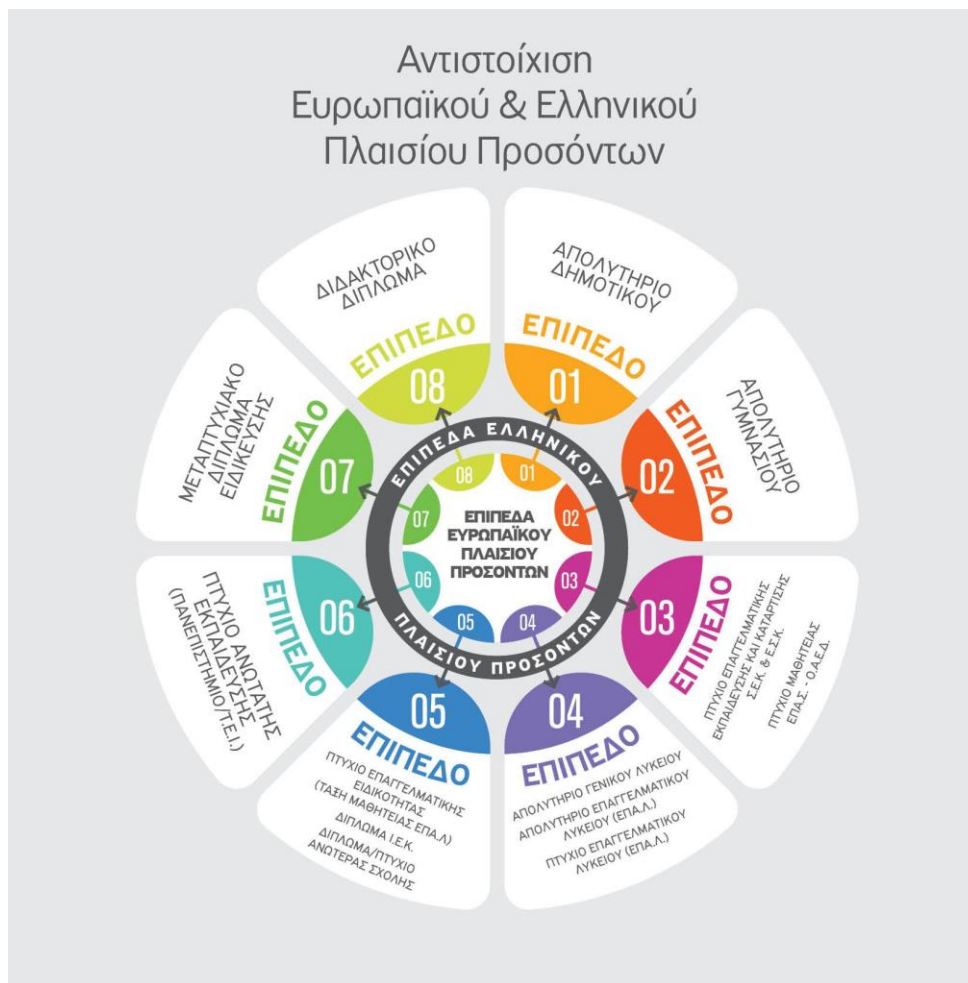 Αντιστοίχιση
Ευρωπαϊκού & Ελληνικού
Πλαισίου Προσόντων
ΑΠΟΛΥΤΗΡΙΟ
ΔΗΜΟΤΙΚΟΥ
ΕΠΙΠΕΔΟ
01
ΑΠΟΛΥΤΗΡΙΟ
ΓΥΜΝΑΣΙΟΥ
ΕΠΙΠΕΔΟ
02
ΕΠΙΠΕΔΟ
03
ΠΤΥΧΙΟ ΕΠΑΓΓΕΛΜΑΤΙΚΗΣ
ΕΚΠΑΙΔΕΥΣΗΣ ΚΑΙ ΚΑΤΑΡΤΙΣΗΣ
Σ.Ε.Κ. & Ε.Σ.Κ.
ΠΤΥΧΙΟ ΜΑΘΗΤΕΙΑΣ
ΕΠΑ.Σ. - Ο.Α.Ε.Δ.
04
ΕΠΙΠΕΔΟ
ΑΠΟΛΥΤΗΡΙΟ ΓΕΝΙΚΟΥ ΛΥΚΕΙΟΥ
ΑΠΟΛΥΤΗΡΙΟ ΕΠΑΓΓΕΛΜΑΤΙΚΟΥ
ΛΥΚΕΙΟΥ (ΕΠΑ.Λ.)
ΠΤΥΧΙΟ ΕΠΑΓΓΕΛΜΑΤΙΚΟΥ
ΛΥΚΕΙΟΥ (ΕΠΑ.Λ.)
05
ΕΠΙΠΕΔΟ
ΠΤΥΧΙΟ ΕΠΑΓΓΕΛΜΑΤΙΚΗΣ
ΕΙΔΙΚΟΤΗΤΑΣ
(ΤΑΞΗ ΜΑΘΗΤΕΙΑΣ ΕΠΑ.Λ)
ΔΙΠΛΩΜΑ Ι.Ε.Κ.
ΔΙΠΛΩΜΑ/ΠΤΥΧΙΟ
ΑΝΩΤΕΡΑΣ ΣΧΟΛΗΣ
06
ΕΠΙΠΕΔΟ
ΠΤΥΧΙΟ ΑΝΩΤΑΤΗΣ
ΕΚΠΑΙΔΕΥΣΗΣ
(ΠΑΝΕΠΙΣΤΗΜΙΟ/Τ.Ε.Ι.)
07
ΕΠΙΠΕΔΟ
ΜΕΤΑΠΤΥΧΙΑΚΟ
ΔΙΠΛΩΜΑ
ΕΙΔΙΚΕΥΣΗΣ
ΔΙΔΑΚΤΟΡΙΚΟ
ΔΙΠΛΩΜΑ
ΕΠΙΠΕΔΟ
08
ΕΠΙΠΕΔΑ ΕΛΛΗΝΙΚΟΥ
ΠΛΑΙΣΙΟΥ ΠΡΟΣΟΝΤΩΝ
01
02
03
04
05
06
07
08
ΕΠΙΠΕΔΑ
ΕΥΡΩΠΑΪΚΟΥ
ΠΛΑΙΣΙΟΥ
ΠΡΟΣΟΝΤΩΝ